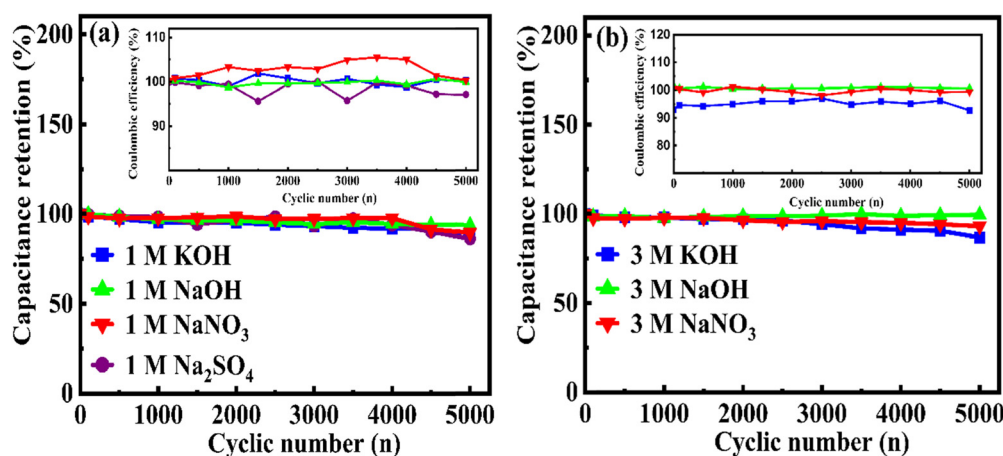 (a)
Capacitance retention (%)
200
150
100
50
0
Coulombic efficiency (%)
110
100
90
0
1000
2000
3000
4000
5000
Cyclic number (n)
1 M KOH
1 M NaOH
1 M NaNO₃
1 M Na₂SO₄
0
1000
2000
3000
4000
5000
Cyclic number (n)
(b)
Capacitance retention (%)
200
150
100
50
0
Coulombic efficiency (%)
120
110
100
90
80
70
0
1000
2000
3000
4000
5000
Cyclic number (n)
3 M KOH
3 M NaOH
3 M NaNO₃
0
1000
2000
3000
4000
5000
Cyclic number (n)